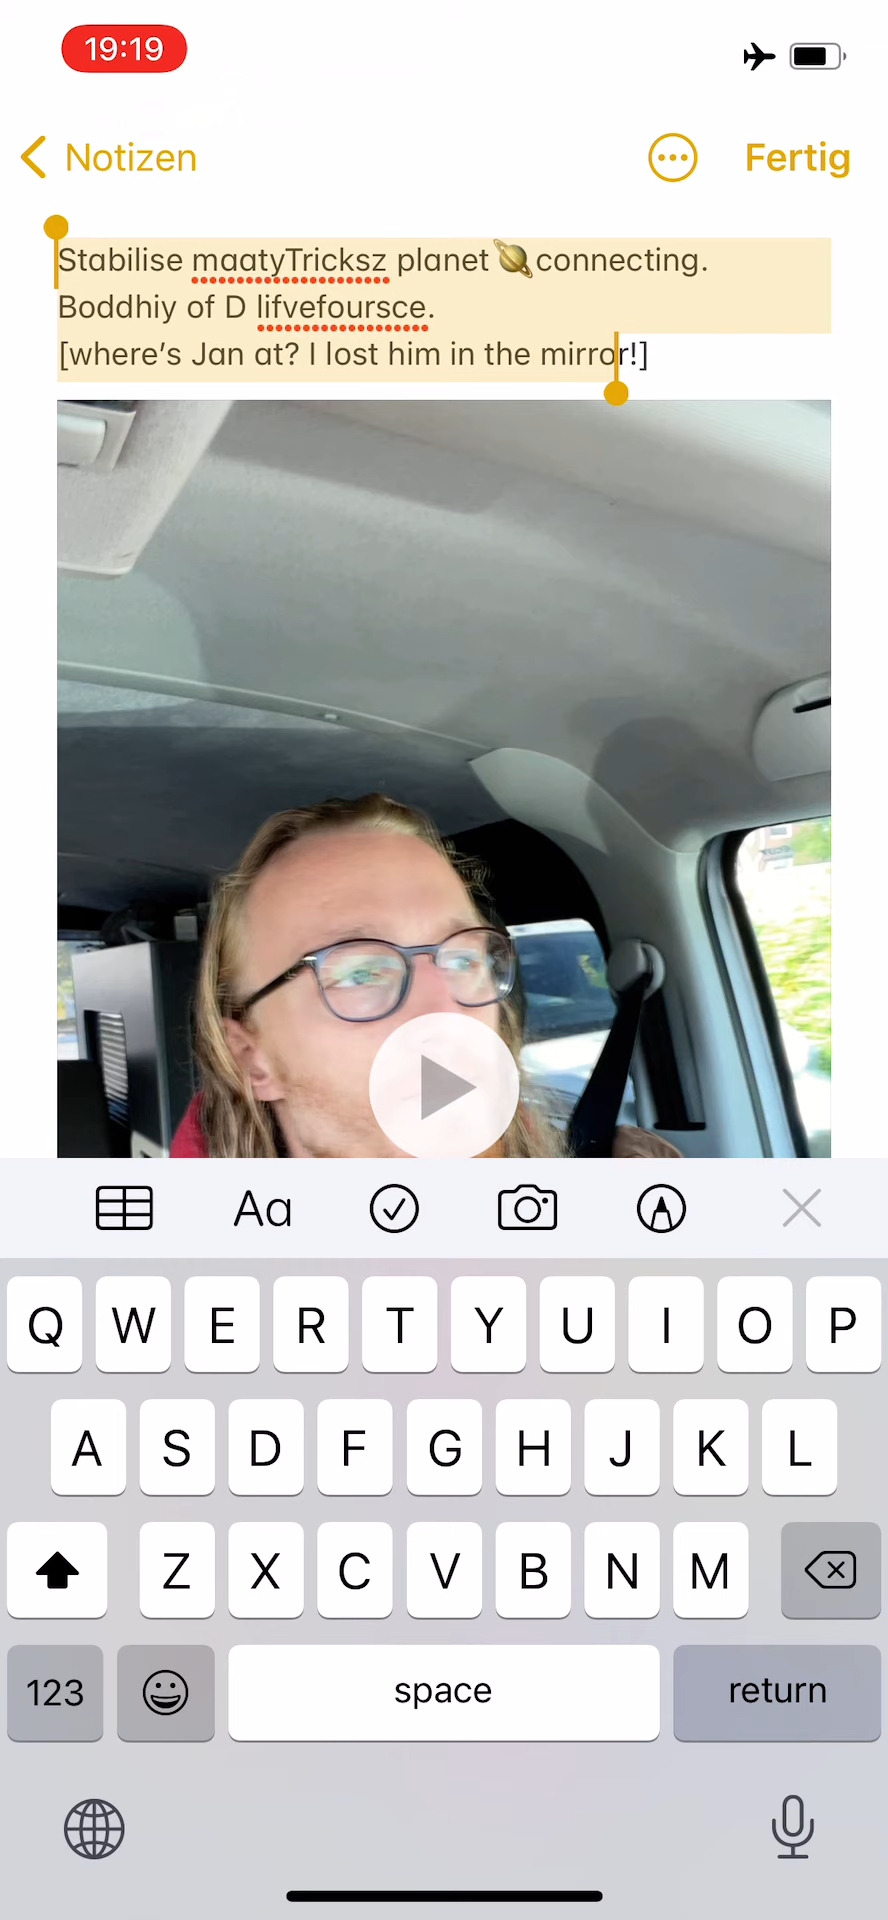 19:19
Notizen
Fertig
Stabilise maatyTricksz planet 🪐connecting.
Boddhiy of D lifvefoursce.
[where’s Jan at? I lost him in the mirror!]
Aa
Q W E R T Y U I O P
A S D F G H J K L
Z X C V B N M
123 space return